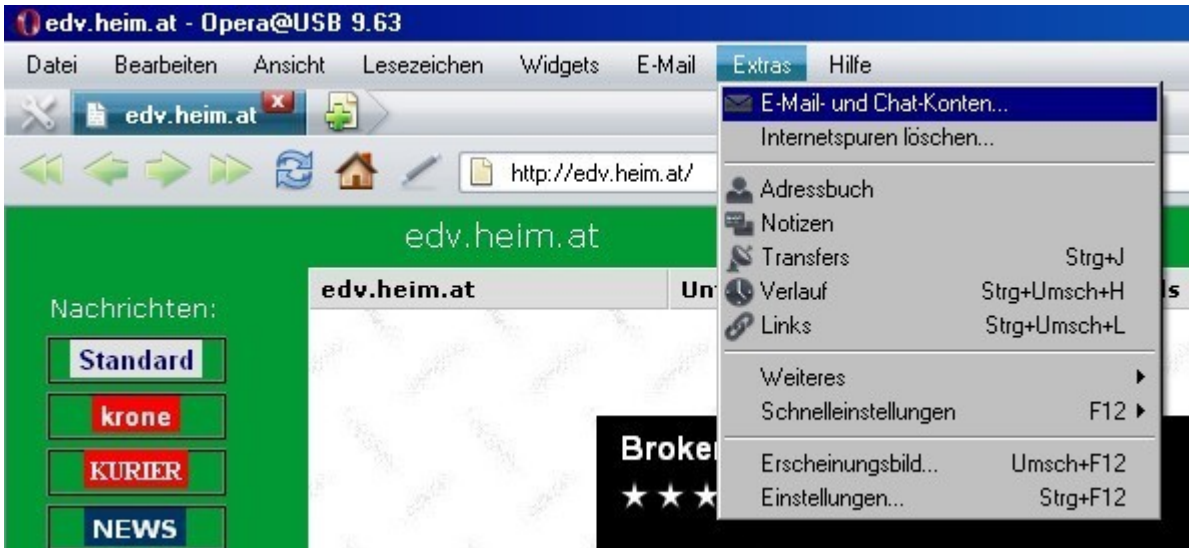 edv.heim.at - Opera@USB 9.63
Datei Bearbeiten Ansicht Lesezeichen Widgets E-Mail Extras Hilfe
edv.heim.at
http://edv.heim.at/
E-Mail- und Chat-Konten...
Internetspuren löschen...
Adressbuch
Notizen
Transfers Strg+J
Verlauf Strg+Umsch+H
Links Strg+Umsch+L
Weiteres
Schnelleinstellungen F12
Erscheinungsbild... Umsch+F12
Einstellungen... Strg+F12
edv.heim.at
edv.heim.at
Nachrichten:
Standard
krone
KURIER
NEWS